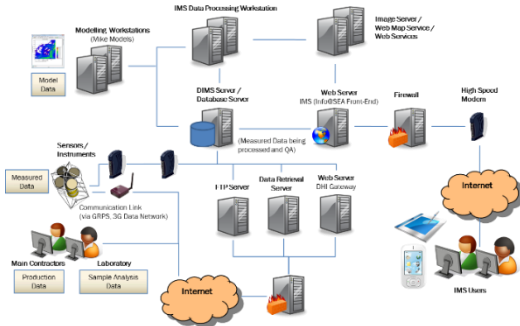 IMS Data Processing Workstation
Image Server /
Web Map Service /
Web Services
Modelling Workstations
(Mike Models)
Model
Data
DIMS Server /
Database Server
Web Server
IMS (Info@SEA Front-End)
Firewall
High Speed
Modem
(Measured Data being
processed and QA)
Sensors/
Instruments
Measured
Data
Communication Link
(via GRPS, 3G Data Network)
FTP Server
Data Retrieval
Server
Web Server
DHI Gateway
Internet
Main Contractors
Laboratory
Production
Data
Sample Analysis
Data
Internet
IMS Users